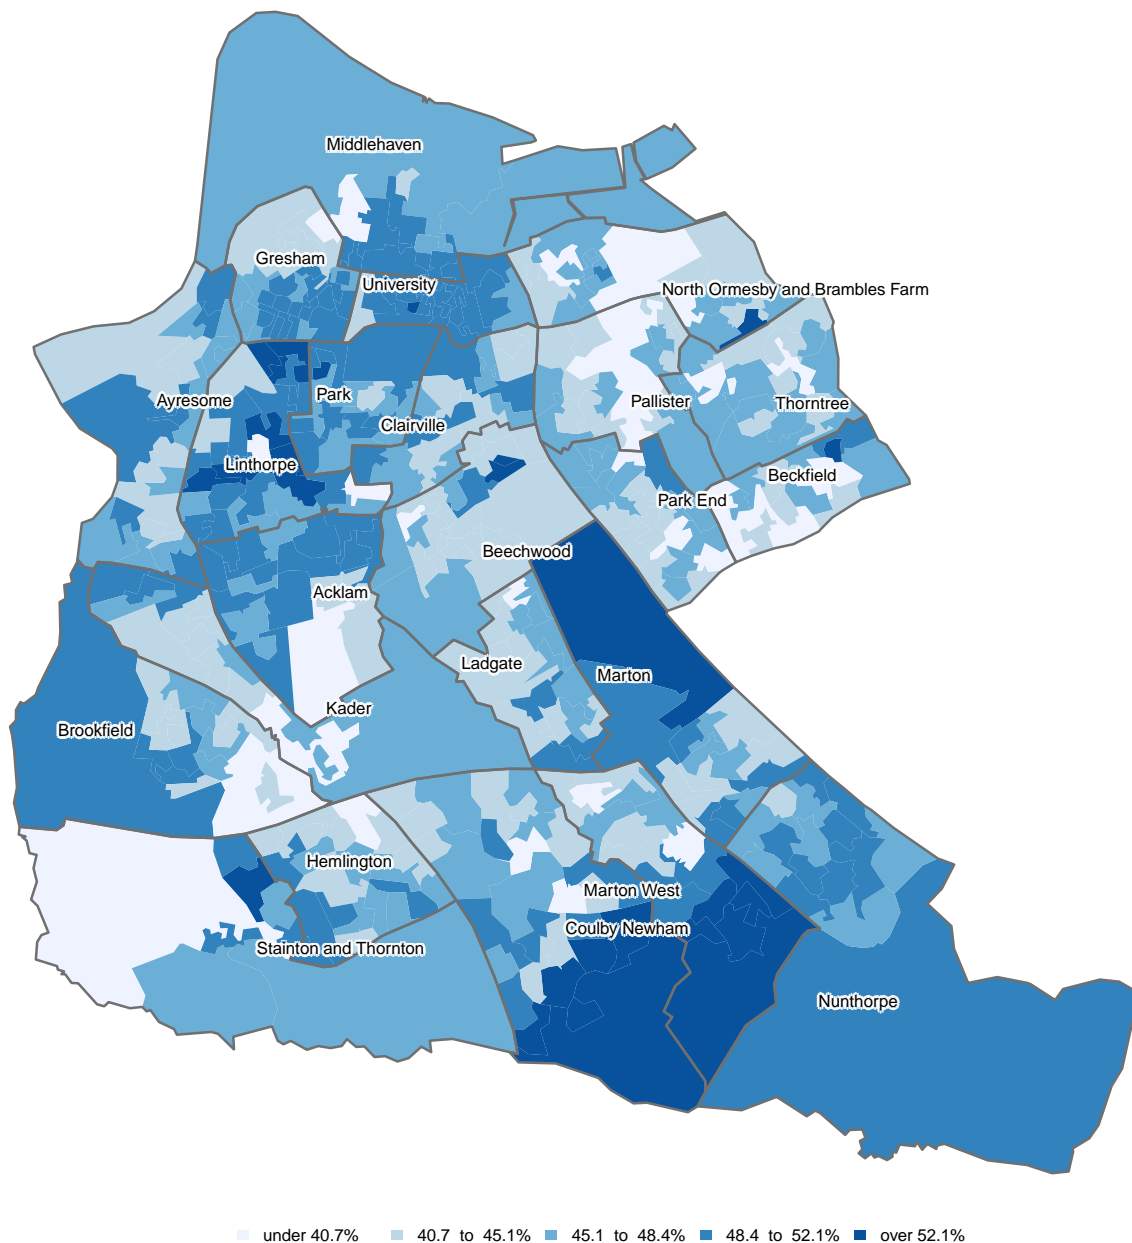 Middlehaven
Gresham
University
North Ormesby and Brambles Farm
Ayresome
Park
Pallister
Thorntree
Clairville
Linthorpe
Beckfield
Park End
Beechwood
Acklam
Ladgate
Marton
Kader
Brookfield
Hemlington
Marton West
Coulby Newham
Stainton and Thornton
Nunthorpe
under 40.7% 40.7 to 45.1% 45.1 to 48.4% 48.4 to 52.1% over 52.1%